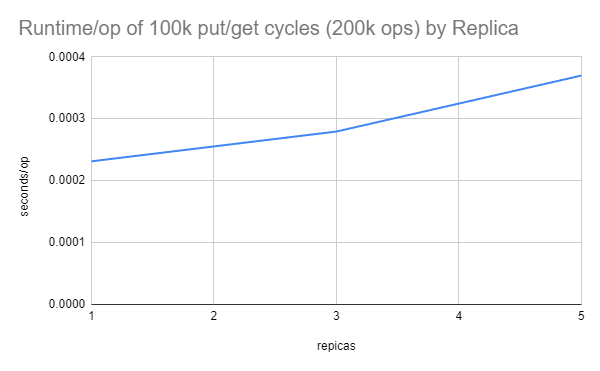 Runtime/op of 100k put/get cycles (200k ops) by Replica
0.0004
0.0003
0.0002
0.0001
0.0000
seconds/op
1 2 3 4 5
repicas